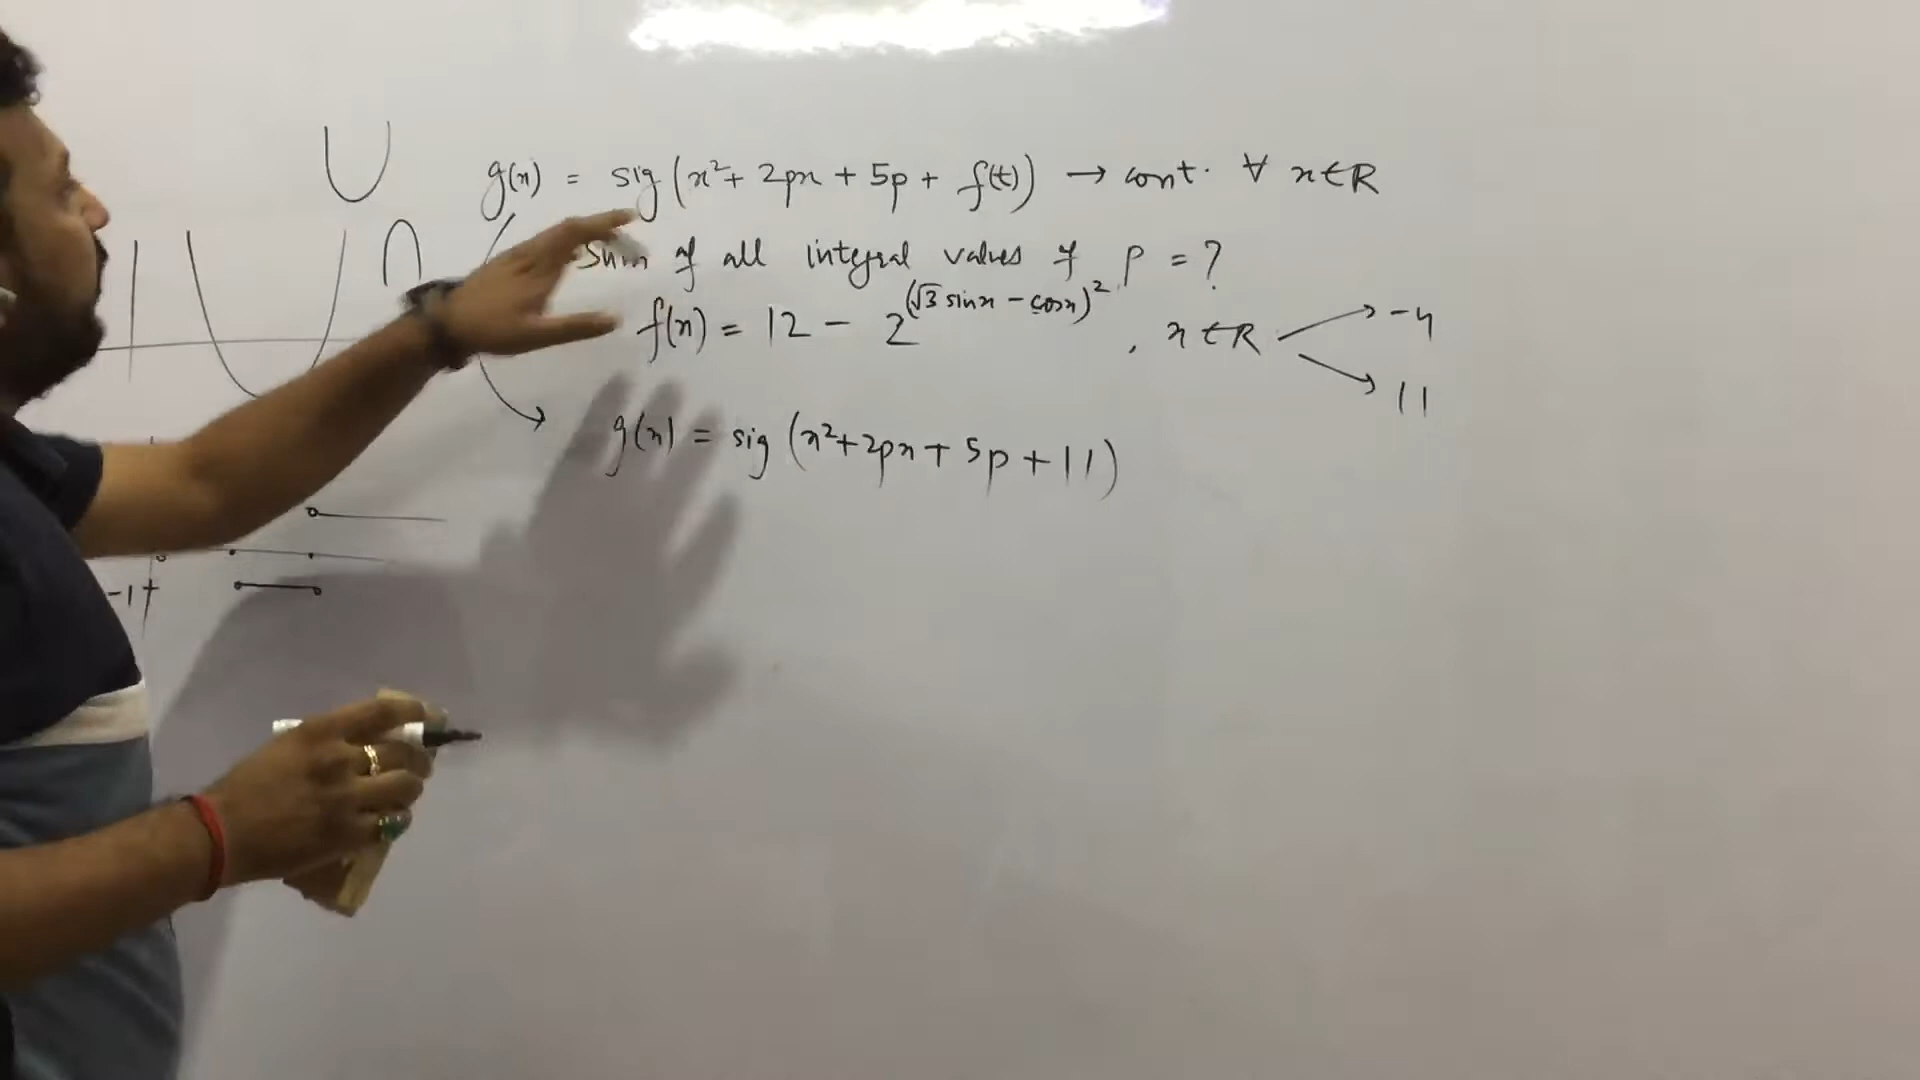 g(x) = sig (x² + 2px + 5p + f(t)) → cont. ∀ x∈R
Sum of all integral values of p = ?
f(x) = 12 - 2^(√3 sinx - cosx)², x∈R → -4
→ 11
g(x) = sig (x²+2px+5p+11)
-1